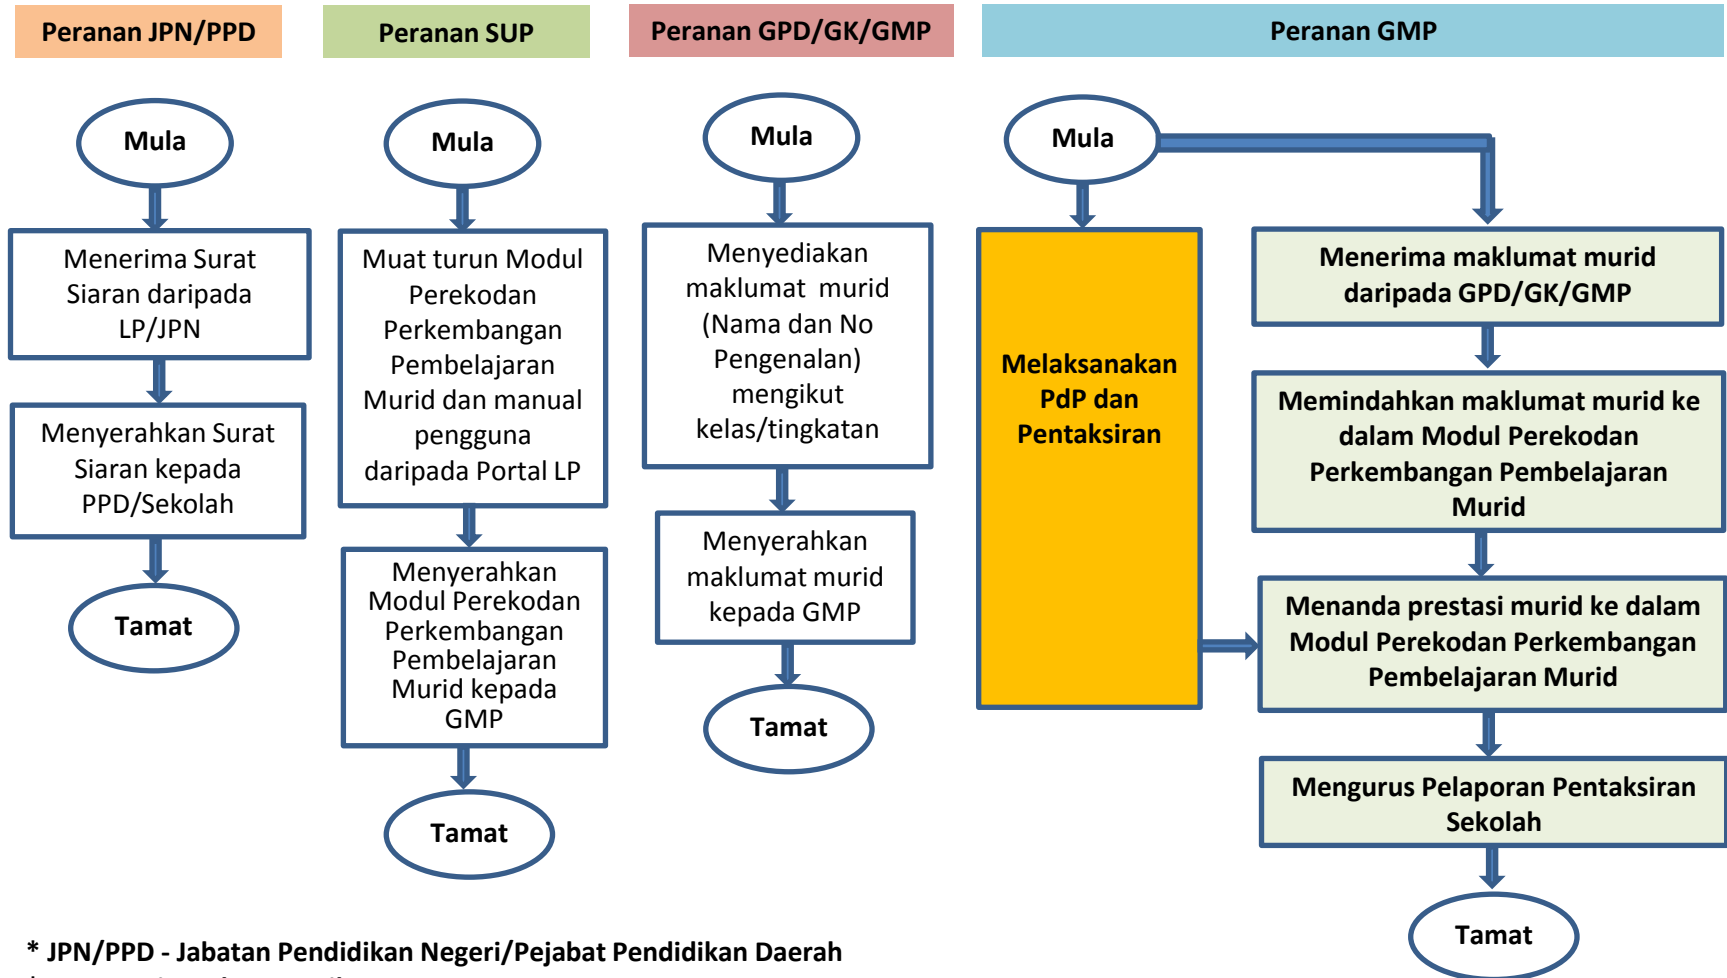 Peranan JPN/PPD
Mula
Menerima Surat
Siaran daripada
LP/JPN
Menyerahkan Surat
Siaran kepada
PPD/Sekolah
Tamat
Peranan SUP
Mula
Muat turun Modul
Perekodan
Perkembangan
Pembelajaran
Murid dan manual
pengguna
daripada Portal LP
Menyerahkan
Modul Perekodan
Perkembangan
Pembelajaran
Murid kepada
GMP
Tamat
Peranan GPD/GK/GMP
Mula
Menyediakan
maklumat murid
(Nama dan No
Pengenalan)
mengikut
kelas/tingkatan
Menyerahkan
maklumat murid
kepada GMP
Tamat
Peranan GMP
Mula
Melaksanakan
PdP dan
Pentaksiran
Menerima maklumat murid
daripada GPD/GK/GMP
Memindahkan maklumat murid ke
dalam Modul Perekodan
Perkembangan Pembelajaran
Murid
Menanda prestasi murid ke dalam
Modul Perekodan Perkembangan
Pembelajaran Murid
Mengurus Pelaporan Pentaksiran
Sekolah
Tamat
* JPN/PPD - Jabatan Pendidikan Negeri/Pejabat Pendidikan Daerah